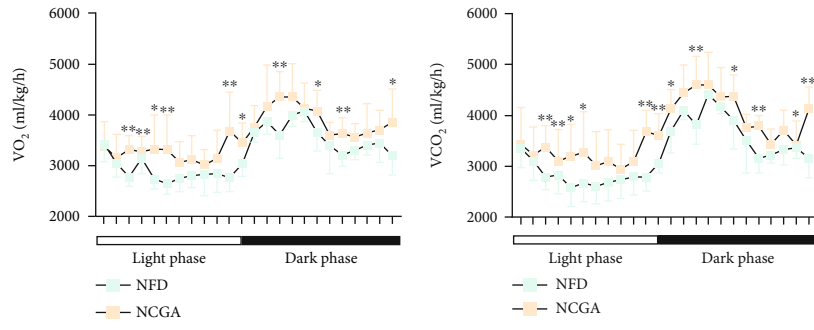 6000
5000
4000
3000
2000
VO2 (ml/kg/h)
** ** * ** ** * ** * ** *
Light phase
Dark phase
NFD
NCGA
6000
5000
4000
3000
2000
VCO2 (ml/kg/h)
** ** * * ** ** * ** * ** *  **
Light phase
Dark phase
NFD
NCGA